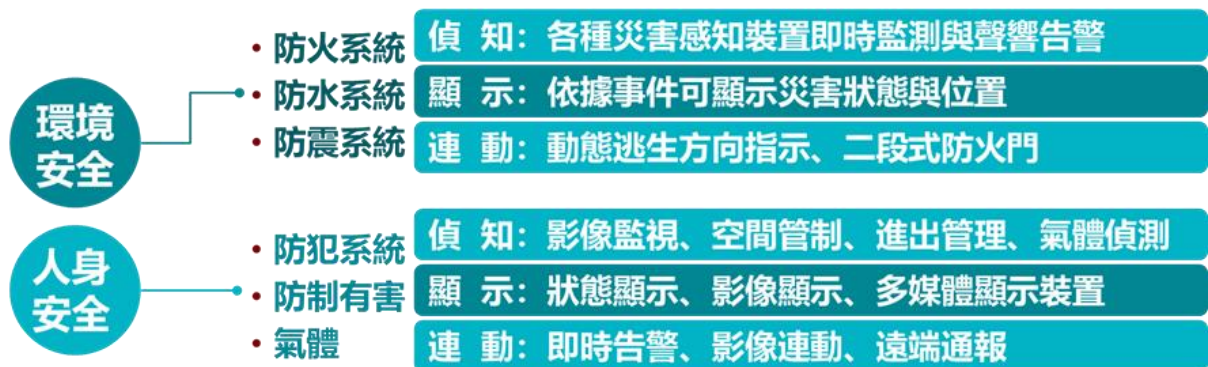 環境
安全
• 防火系統
• 防水系統
• 防震系統
偵 知：各種災害感知裝置即時監測與聲響告警
顯 示：依據事件可顯示災害狀態與位置
連 動：動態逃生方向指示、二段式防火門
人身
安全
• 防犯系統
• 防制有害
• 氣體
偵 知：影像監視、空間管制、進出管理、氣體偵測
顯 示：狀態顯示、影像顯示、多媒體顯示裝置
連 動：即時告警、影像連動、遠端通報